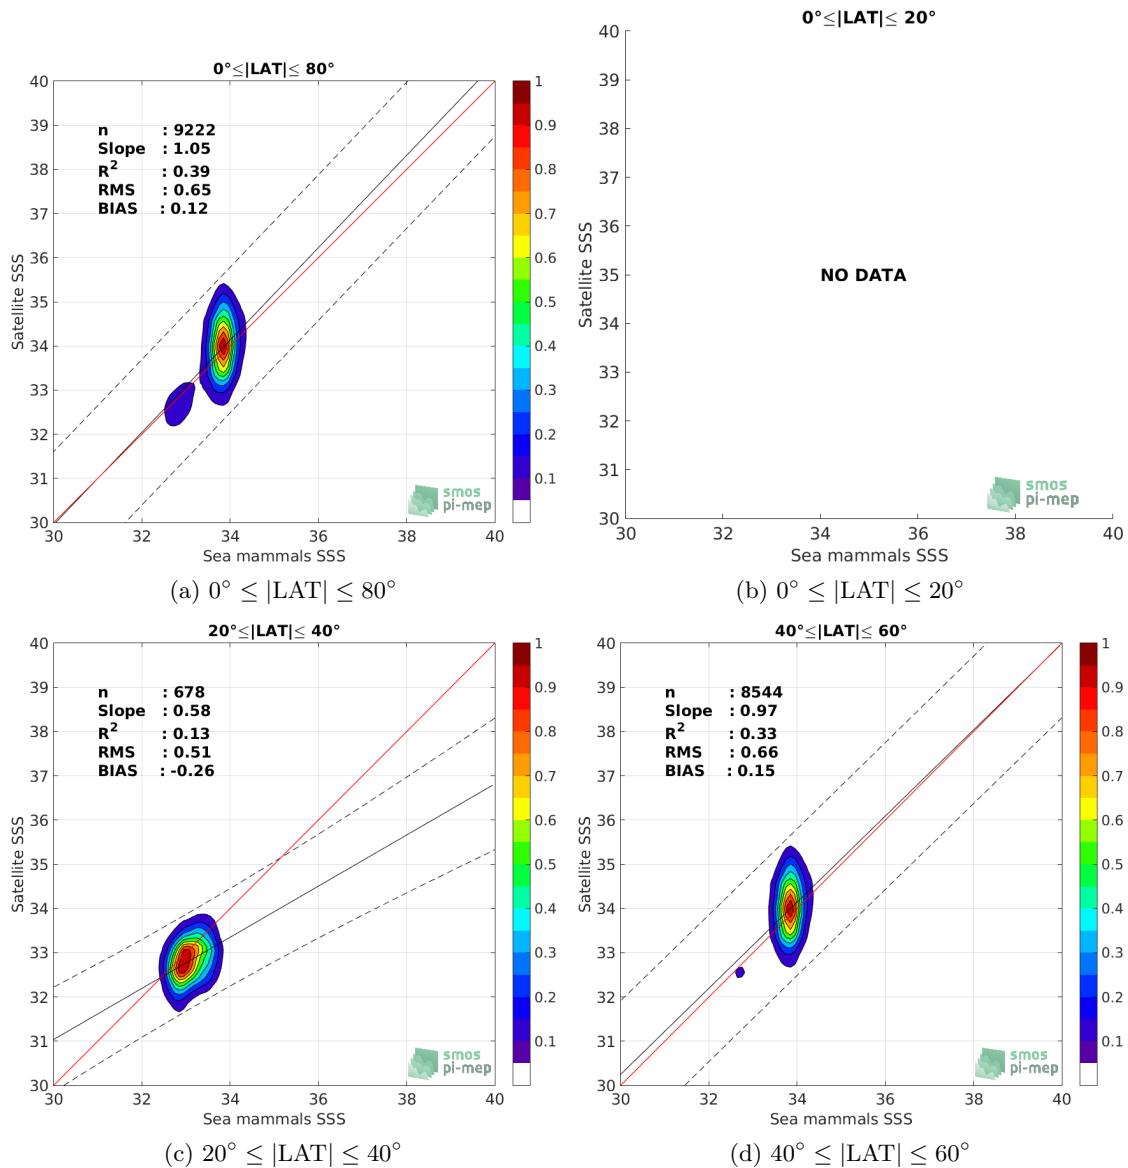 0°≤|LAT|≤ 80°
n : 9222
Slope : 1.05
R² : 0.39
RMS : 0.65
BIAS : 0.12
40
39
38
37
36
35
34
33
32
31
30
30 32 34 36 38 40
Satellite SSS
Sea mammals SSS
1
0.9
0.8
0.7
0.6
0.5
0.4
0.3
0.2
0.1
smos
pi-mep
(a) 0° ≤ |LAT| ≤ 80°
0°≤|LAT|≤ 20°
40
39
38
37
36
35
34
33
32
31
30
30 32 34 36 38 40
Satellite SSS
NO DATA
Sea mammals SSS
smos
pi-mep
(b) 0° ≤ |LAT| ≤ 20°
20°≤|LAT|≤ 40°
n : 678
Slope : 0.58
R² : 0.13
RMS : 0.51
BIAS : -0.26
40
39
38
37
36
35
34
33
32
31
30
30 32 34 36 38 40
Satellite SSS
Sea mammals SSS
1
0.9
0.8
0.7
0.6
0.5
0.4
0.3
0.2
0.1
smos
pi-mep
(c) 20° ≤ |LAT| ≤ 40°
40°≤|LAT|≤ 60°
n : 8544
Slope : 0.97
R² : 0.33
RMS : 0.66
BIAS : 0.15
40
39
38
37
36
35
34
33
32
31
30
30 32 34 36 38 40
Satellite SSS
Sea mammals SSS
1
0.9
0.8
0.7
0.6
0.5
0.4
0.3
0.2
0.1
smos
pi-mep
(d) 40° ≤ |LAT| ≤ 60°